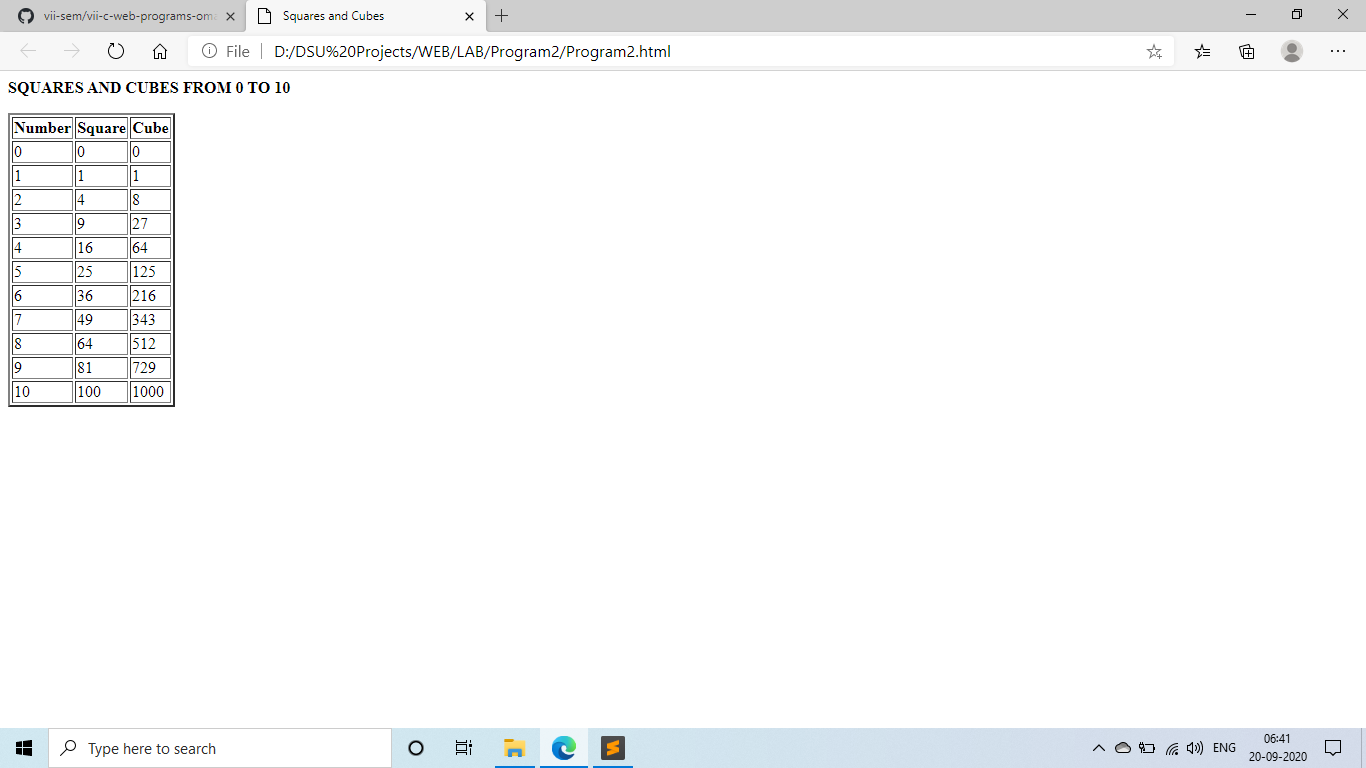 vii-sem/vii-c-web-programs-oma
Squares and Cubes
File
D:/DSU%20Projects/WEB/LAB/Program2/Program2.html
SQUARES AND CUBES FROM 0 TO 10
Number Square Cube
0 0 0
1 1 1
2 4 8
3 9 27
4 16 64
5 25 125
6 36 216
7 49 343
8 64 512
9 81 729
10 100 1000
Type here to search
ENG
06:41
20-09-2020